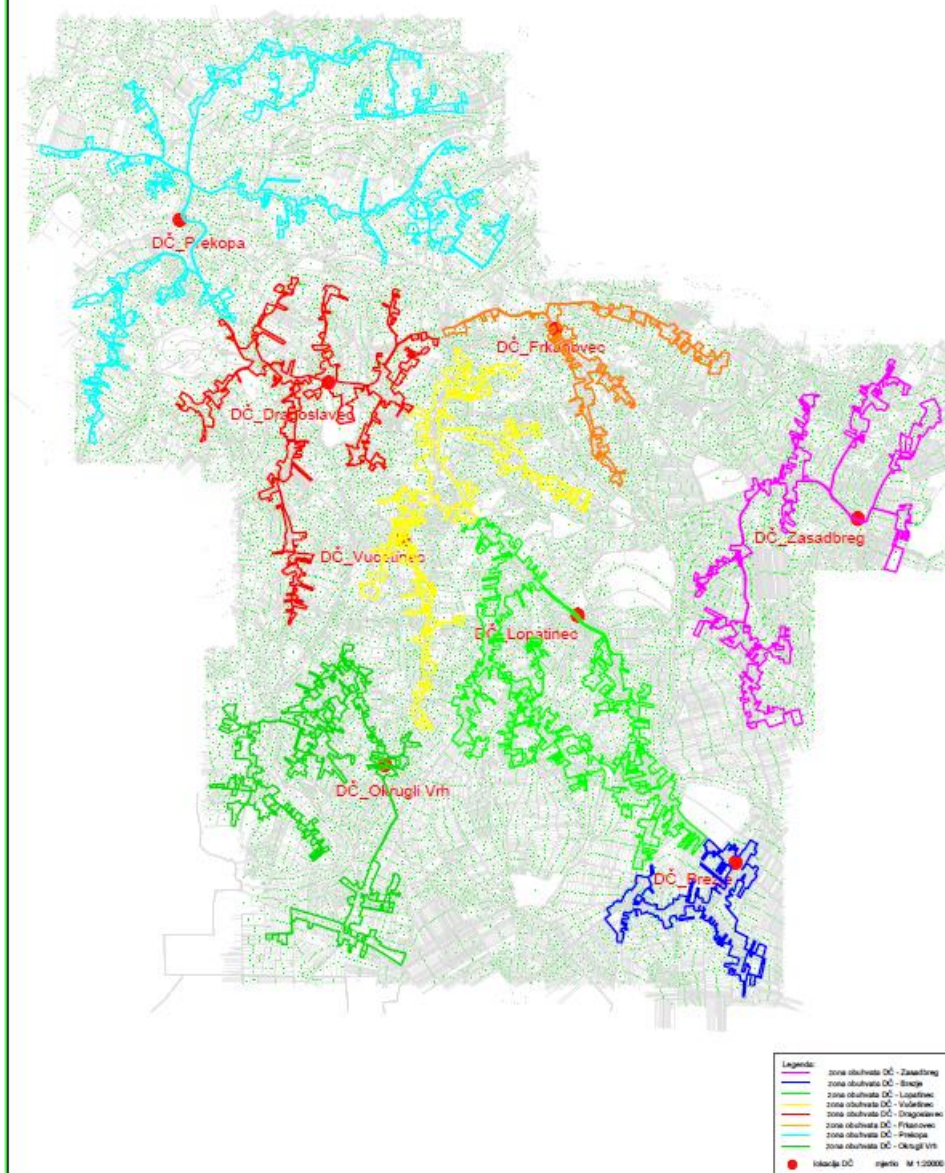 DČ_Prekopa
DČ_Frkanovec
DČ_Dragoslavec
DČ_Zasadbreg
DČ_Vučetinec
DČ_Lopatinec
DČ_Okrugli Vrh
DČ_Brezje
Legenda:
zona obuhvata DČ - Zasadbreg
zona obuhvata DČ - Brezje
zona obuhvata DČ - Lopatinec
zona obuhvata DČ - Vučetinec
zona obuhvata DČ - Dragoslavec
zona obuhvata DČ - Frkanovec
zona obuhvata DČ - Prekopa
zona obuhvata DČ - Okrugli Vrh
lokacija DČ mjerilo M 1:20000